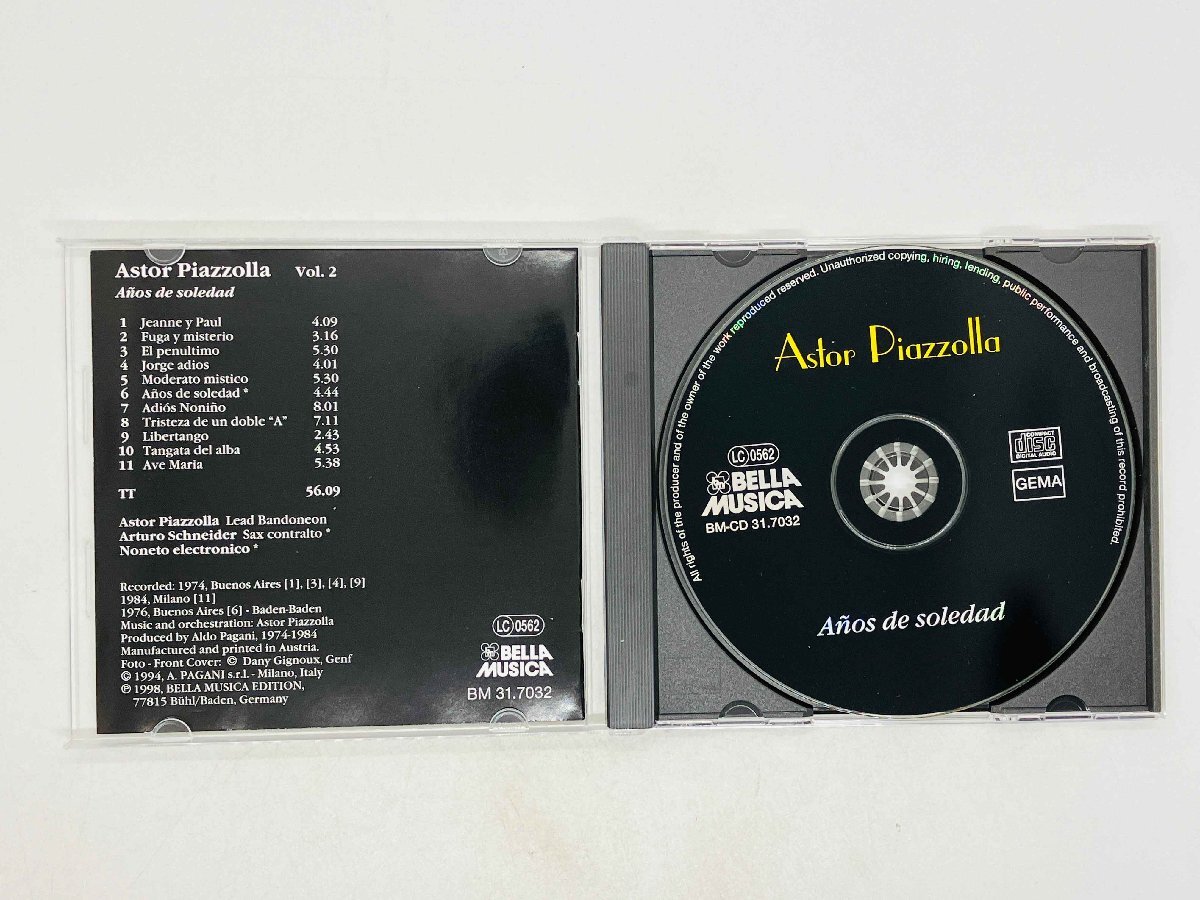 Astor Piazzolla Vol. 2
Años de soledad
1 Jeanne y Paul 4.09
2 Fuga y misterio 3.16
3 El penultimo 5.30
4 Jorge adios 4.01
5 Moderato mistico 5.30
6 Años de soledad * 4.44
7 Adiós Noniño 8.01
8 Tristeza de un doble “A” 7.11
9 Libertango 2.43
10 Tangata del alba 4.53
11 Ave Maria 5.38
TT 56.09
Astor Piazzolla Lead Bandoneon
Arturo Schneider Sax contralto *
Noneto electronico *
Recorded: 1974, Buenos Aires [1], [3], [4], [9]
1984, Milano [11]
1976, Buenos Aires [6] - Baden-Baden
Music and orchestration: Astor Piazzolla
Produced by Aldo Pagani, 1974-1984
Manufactured and printed in Austria.
Foto - Front Cover: © Dany Gignoux, Genf
© 1994, A. PAGANI s.r.l. - Milano, Italy
℗ 1998, BELLA MUSICA EDITION,
77815 Bühl/Baden, Germany
LC 0562
bm BELLA
MUSICA
BM 31.7032
All rights of the producer and of the owner of the work reproduced reserved. Unauthorized copying, hiring, lending, public performance and broadcasting of this record prohibited.
Astor Piazzolla
LC 0562
bm BELLA
MUSICA
BM-CD 31.7032
COMPACT
disc
DIGITAL AUDIO
GEMA
Años de soledad